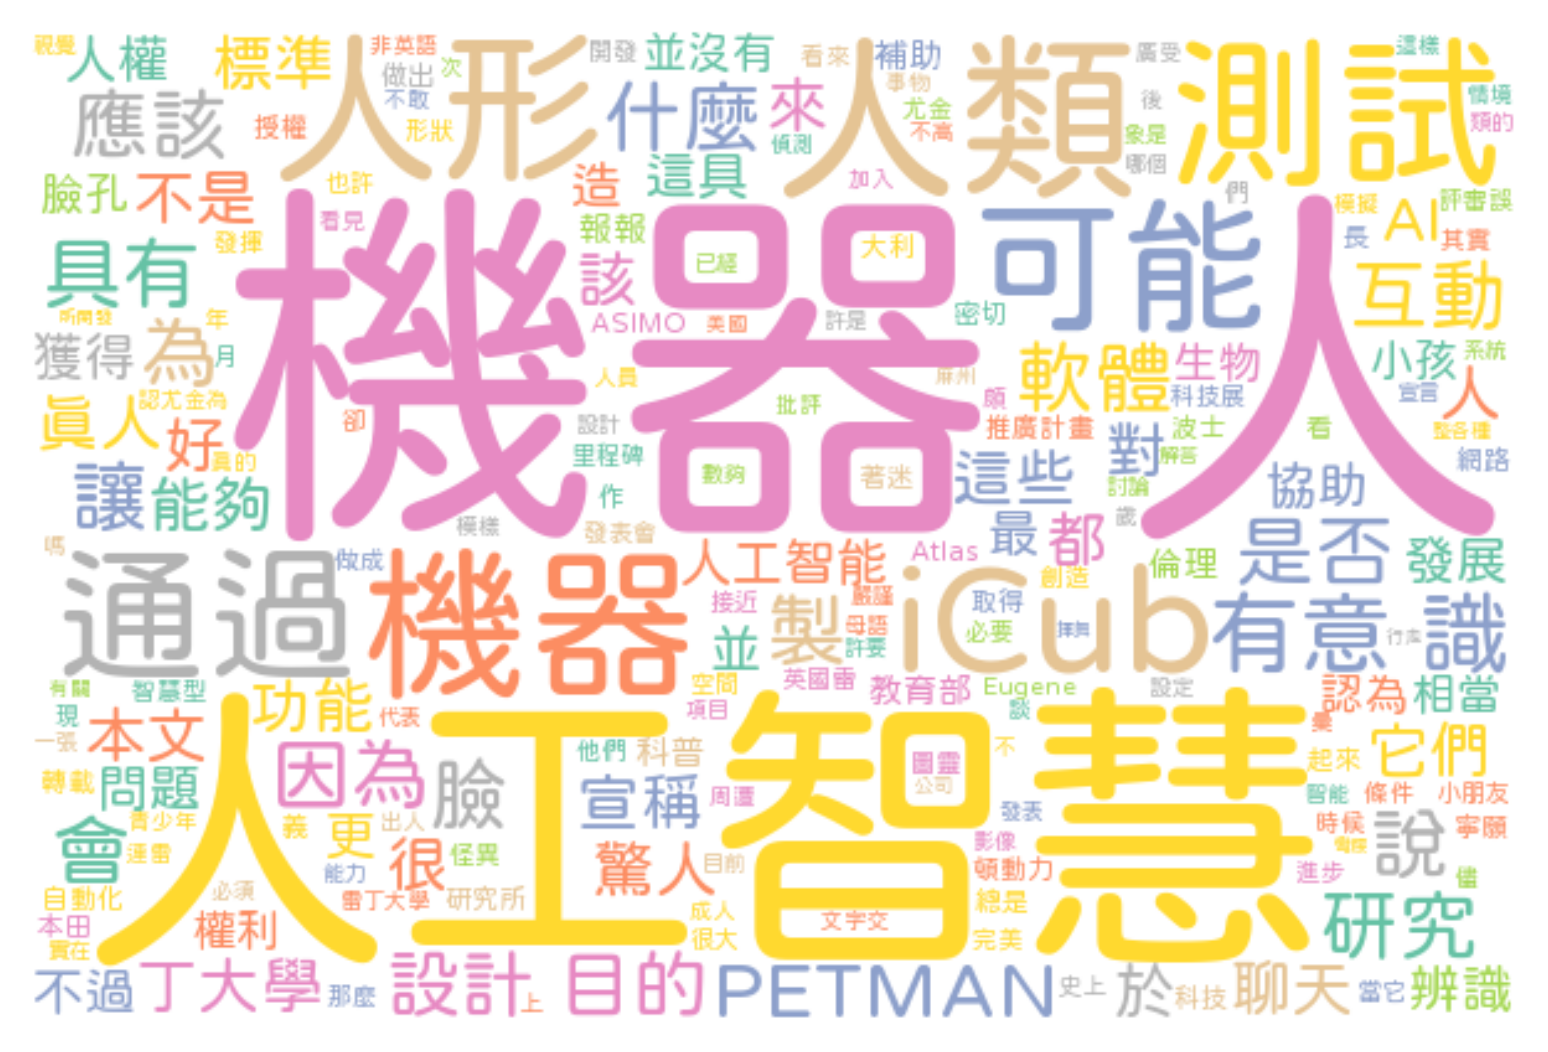 視覺 人權 標準 人形 非英語 做出 次 開發 並沒有 看來 補助 人類 廣受 測試 這樣
應該 授權 不敢 形狀 什麼 來 偵測 事物 尤金 不高 後 象是 哪個 情境 類的
臉孔 不是 也許 造 這具 加入 們 模擬 AI 評審誤
具有 發揮 看見 機器人 報報 該 已經 大利 可能 長 其實 互動
所開發 年 ASIMO 美國 許是 密切
獲得 為 月 人員 麻州 軟體 生物 小孩 系統
真人 認尤金為 卻 設計 批評 頗 科技展 宣言 人
好 真的 里程碑 推廣計畫 對 波士 看 整各種
讓 能夠 數夠 著迷 這些 解答 討論 協助 網路
作 模樣 發表會 最 都 歲 是否
嗎 通過 做成 機器 人工智能 Atlas 創造 倫理 發展
接近 製 嚴謹 iCub 取得 有意識
並 母語 許要 必要 行走
有關 智慧型 功能 空間 英國雷 教育部 Eugene 設定 認為 相當
現 本文 代表 人工智慧 項目 談
一張 因為 他們 科普 圖靈 不 起來 它們
轉載 問題 臉 宣稱 周遭 公司 發表 智能 條件 小朋友
會 青少年 義 更 出人 影像 時候 說 寧願
連雷 很 怪異 驚人 目前 頓動力 進步 儘
自動化 必須 能力 雷丁大學 研究所 成人 總是 研究
本田 權利 文字交 很大 完美
實在
不過 丁大學 那麼 設計 上 目的 PETMAN 史上 於 科技 聊天 當它 辨識